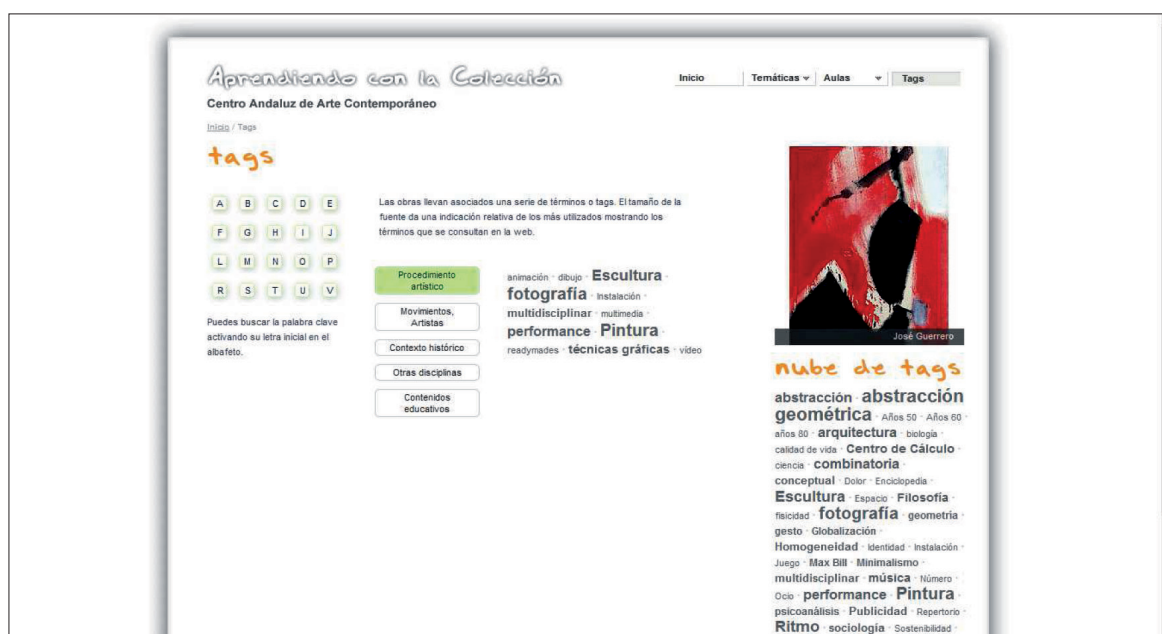 Aprendiendo con la Colección
Inicio Temáticas Aulas Tags
Centro Andaluz de Arte Contemporáneo
Inicio / Tags
tags
A B C D E
F G H I J
L M N O P
R S T U V
Puedes buscar la palabra clave
activando su letra inicial en el
albafeto.
Las obras llevan asociados una serie de términos o tags. El tamaño de la
fuente da una indicación relativa de los más utilizados mostrando los
términos que se consultan en la web.
Procedimiento
artístico
Movimientos,
Artistas
Contexto histórico
Otras disciplinas
Contenidos
educativos
animación · dibujo · Escultura ·
fotografía · Instalación ·
multidisciplinar · multimedia ·
performance · Pintura ·
readymades · técnicas gráficas · vídeo
José Guerrero
nube de tags
abstracción · abstracción
geométrica · Años 50 · Años 60 ·
años 80 · arquitectura · biología ·
calidad de vida · Centro de Cálculo ·
ciencia · combinatoria ·
conceptual · Dolor · Enciclopedia ·
Escultura · Espacio · Filosofía ·
fisicidad · fotografía · geometría ·
gesto · Globalización ·
Homogeneidad · Identidad · Instalación ·
Juego · Max Bill · Minimalismo ·
multidisciplinar · música · Número ·
Ocio · performance · Pintura ·
psicoanálisis · Publicidad · Repertorio ·
Ritmo · sociología · Sostenibilidad ·